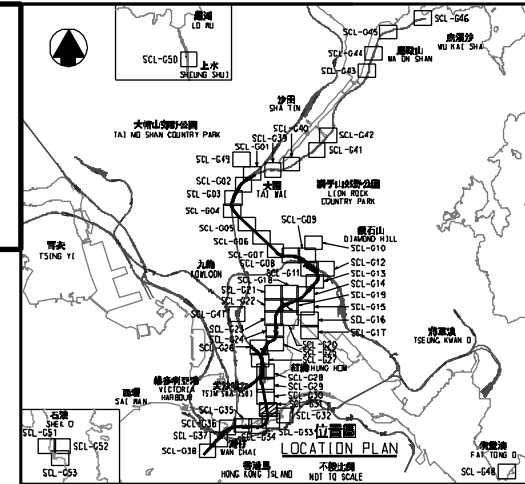 羅湖
LO WU
SCL-G50
上水
SHEUNG SHUI
SCL-G46
SCL-G45
烏溪沙
WU KAI SHA
SCL-G44
馬鞍山
MA ON SHAN
SCL-G43
沙田
SHA TIN
SCL-G40
SCL-G39
SCL-G42
SCL-G41
大帽山郊野公園
TAI MO SHAN COUNTRY PARK
SCL-G01
SCL-G49
SCL-G02
大圍
TAI WAI
獅子山郊野公園
LION ROCK
COUNTRY PARK
SCL-G03
SCL-G04
SCL-G05
SCL-G06
SCL-G07
SCL-G08
SCL-G09
鑽石山
DIAMOND HILL
SCL-G10
SCL-G11
SCL-G12
SCL-G13
SCL-G14
SCL-G19
SCL-G15
SCL-G16
SCL-G17
青衣
TSING YI
九龍
KOWLOON
SCL-G18
SCL-G21
SCL-G22
SCL-G47
SCL-G23
SCL-G24
SCL-G26
SCL-G20
SCL-G27
將軍澳
TSEUNG KWAN O
紅磡
HUNG HOM
SCL-G28
SCL-G29
SCL-G30
維多利亞港
VICTORIA
HARBOUR
尖沙咀
西環
SAI WAN
SCL-G35
SCL-G36
SCL-G37
SCL-G38
SCL-G34
SCL-G32
SCL-G33
灣仔
WAN CHAI
香港島
HONG KONG ISLAND
位置圖
LOCATION PLAN
不按比例
NOT TO SCALE
石澳
SHEK O
SCL-G51
SCL-G52
SCL-G53
FAT TONG O
SCL-G48